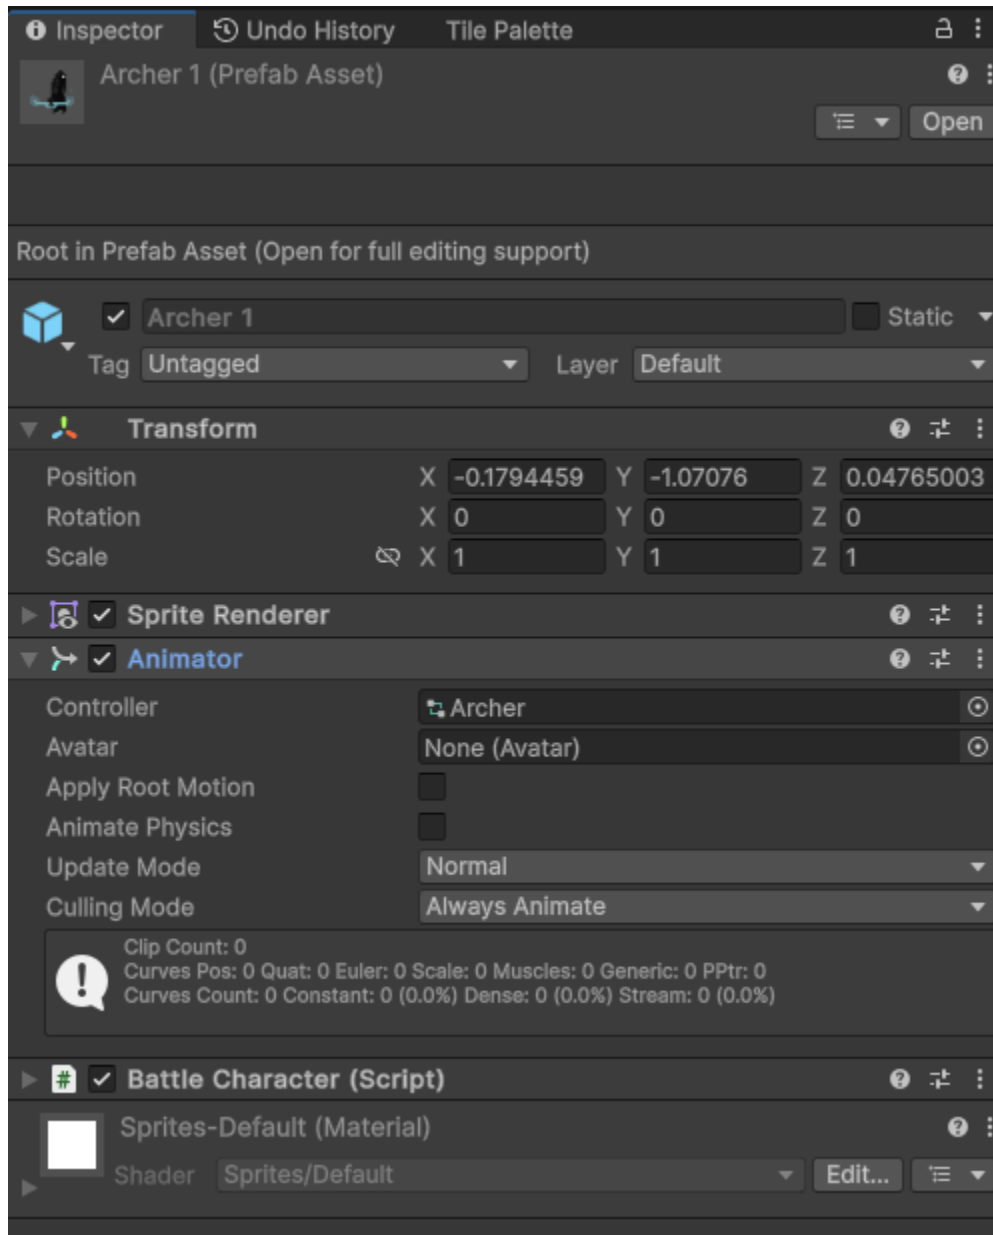 Inspector Undo History Tile Palette
Archer 1 (Prefab Asset)
Open
Root in Prefab Asset (Open for full editing support)
Archer 1 Static
Tag Untagged Layer Default
Transform
Position X -0.1794459 Y -1.07076 Z 0.04765003
Rotation X 0 Y 0 Z 0
Scale X 1 Y 1 Z 1
Sprite Renderer
Animator
Controller Archer
Avatar None (Avatar)
Apply Root Motion
Animate Physics
Update Mode Normal
Culling Mode Always Animate
Clip Count: 0
Curves Pos: 0 Quat: 0 Euler: 0 Scale: 0 Muscles: 0 Generic: 0 PPtr: 0
Curves Count: 0 Constant: 0 (0.0%) Dense: 0 (0.0%) Stream: 0 (0.0%)
# Battle Character (Script)
Sprites-Default (Material)
Shader Sprites/Default Edit...